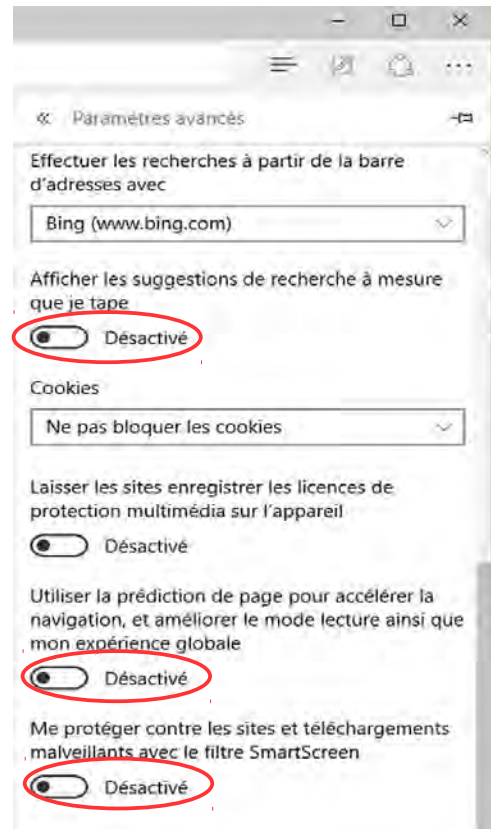 Paramètres avancés
Effectuer les recherches à partir de la barre
d'adresses avec
Bing (www.bing.com)
Afficher les suggestions de recherche à mesure
que je tape
Désactivé
Cookies
Ne pas bloquer les cookies
Laisser les sites enregistrer les licences de
protection multimédia sur l'appareil
Désactivé
Utiliser la prédiction de page pour accélérer la
navigation, et améliorer le mode lecture ainsi que
mon expérience globale
Désactivé
Me protéger contre les sites et téléchargements
malveillants avec le filtre SmartScreen
Désactivé